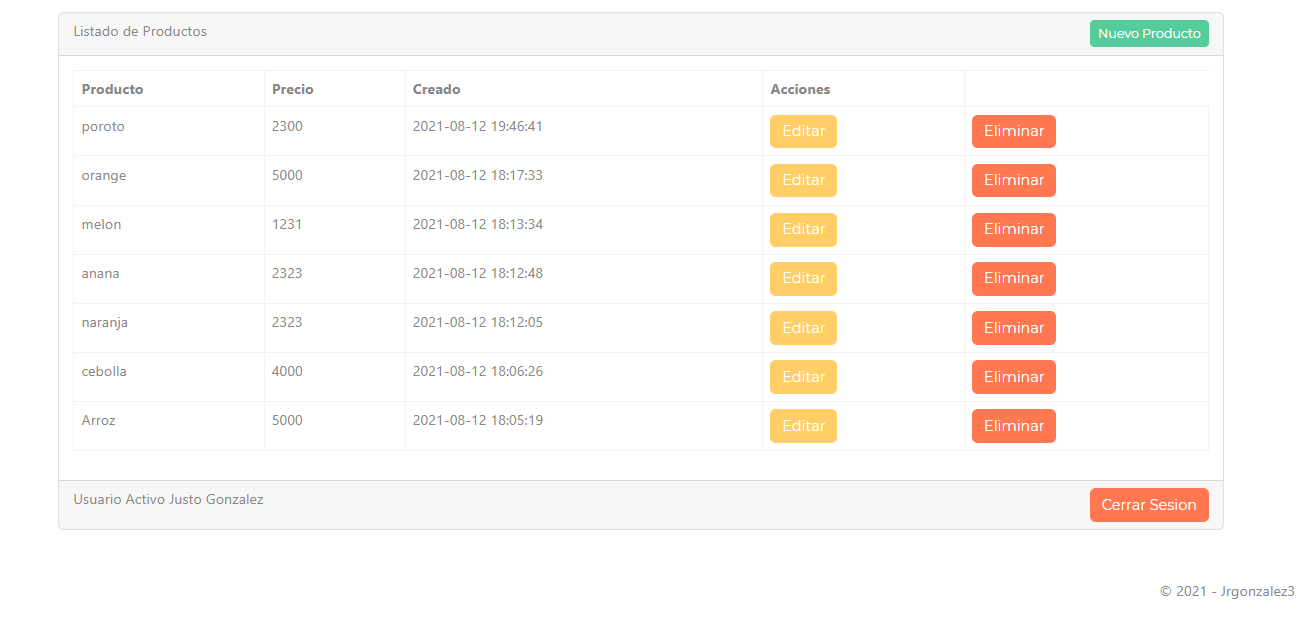 Listado de Productos Nuevo Producto
Producto Precio Creado Acciones
poroto 2300 2021-08-12 19:46:41 Editar Eliminar
orange 5000 2021-08-12 18:17:33 Editar Eliminar
melon 1231 2021-08-12 18:13:34 Editar Eliminar
anana 2323 2021-08-12 18:12:48 Editar Eliminar
naranja 2323 2021-08-12 18:12:05 Editar Eliminar
cebolla 4000 2021-08-12 18:06:26 Editar Eliminar
Arroz 5000 2021-08-12 18:05:19 Editar Eliminar
Usuario Activo Justo Gonzalez Cerrar Sesion
© 2021 - Jrgonzalez3